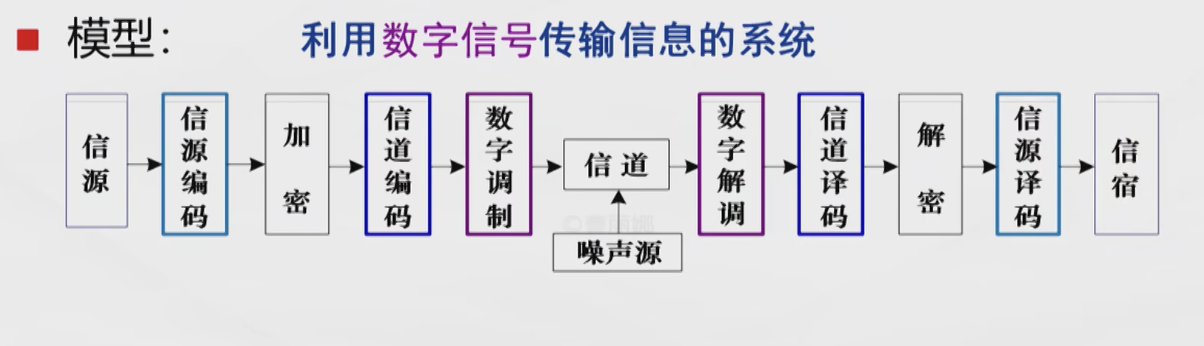 模型： 利用数字信号传输信息的系统
信源
信源编码
加密
信道编码
数字调制
信道
数字解调
信道译码
解密
信源译码
信宿
噪声源